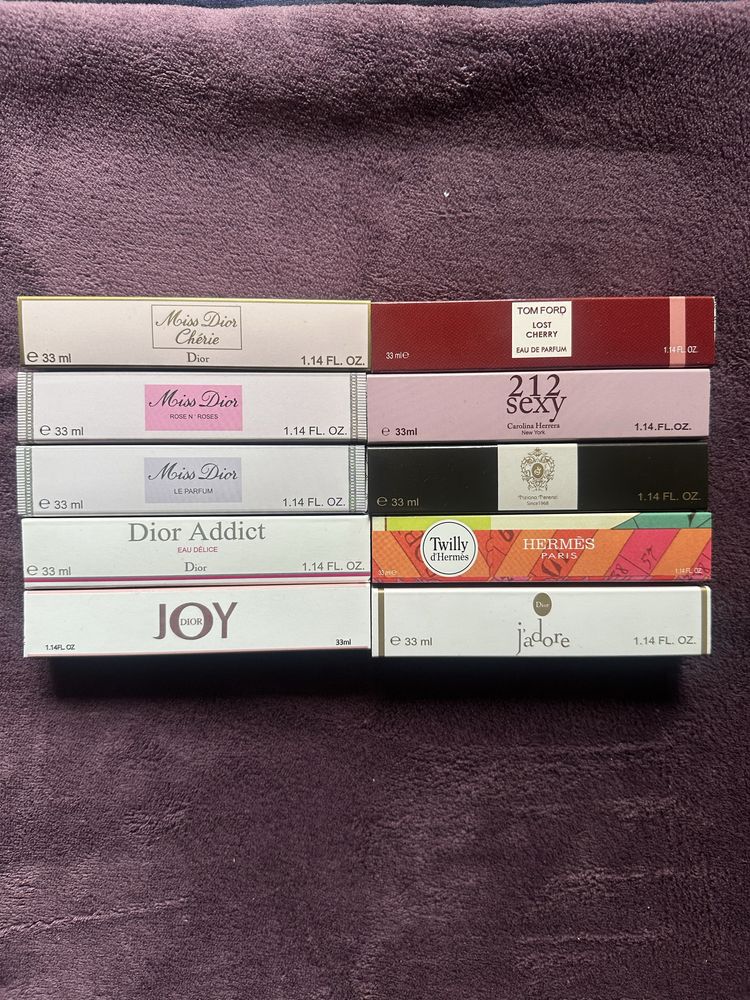 Miss Dior
Chérie
Dior
e 33 ml
1.14 FL. OZ.
TOM FORD
LOST
CHERRY
EAU DE PARFUM
33 ml e
1.14 FL. OZ.
Miss Dior
ROSE N' ROSES
e 33 ml
1.14 FL. OZ.
212
sexy
Carolina Herrera
New York
e 33ml
1.14.FL.OZ.
Miss Dior
LE PARFUM
e 33 ml
1.14 FL. OZ.
Tiziana Terenzi
Since1968
e 33 ml
1.14 FL. OZ.
Dior Addict
EAU DÉLICE
Dior
e 33 ml
1.14 FL. OZ.
Twilly
d'Hermès
HERMÈS
PARIS
33 ml e
1.14 FL. OZ.
JOY
DIOR
1.14FL. OZ
33ml
Dior
j'adore
e 33 ml
1.14 FL. OZ.